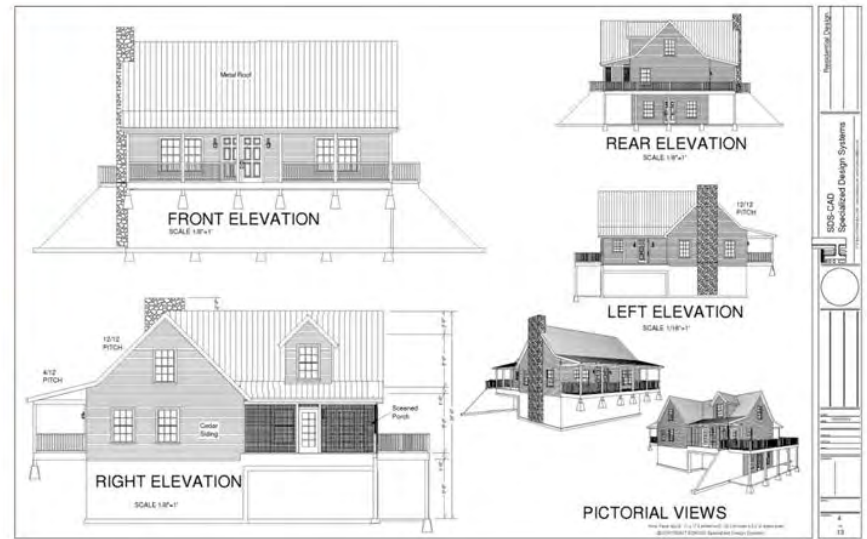 Metal Roof
FRONT ELEVATION
SCALE 1/8"=1'
REAR ELEVATION
SCALE 1/8"=1'
12/12
PITCH
LEFT ELEVATION
SCALE 1/16"=1'
12/12
PITCH
4/12
PITCH
Cedar
Siding
Sceaned
Porch
RIGHT ELEVATION
SCALE 1/8"=1'
PICTORIAL VIEWS
Residential Design
SDS-CAD
Specialized Design Systems
4
13